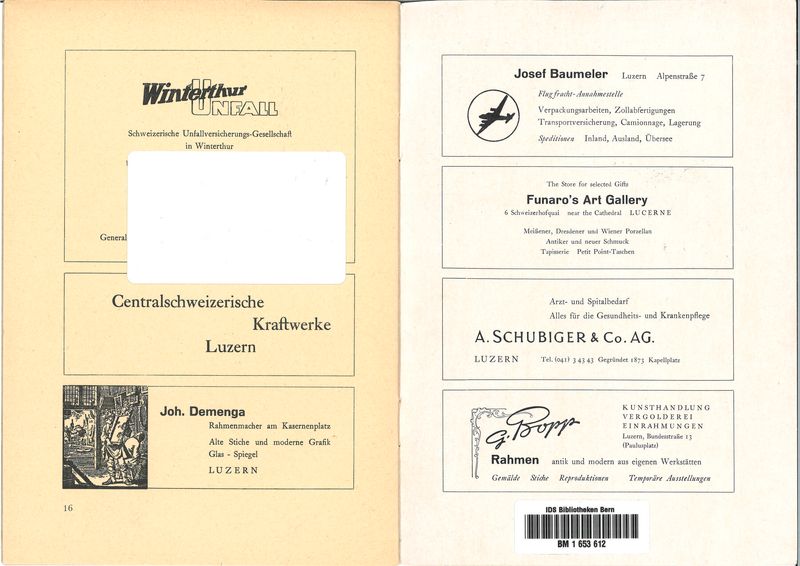 Winterthur
UNFALL
Schweizerische Unfallversicherungs-Gesellschaft
in Winterthur
General
Centralschweizerische
Kraftwerke
Luzern
Joh. Demenga
Rahmenmacher am Kasernenplatz
Alte Stiche und moderne Grafik
Glas - Spiegel
LUZERN
16
Josef Baumeler Luzern Alpenstraße 7
Flugfracht-Annahmestelle
Verpackungsarbeiten, Zollabfertigungen
Transportversicherung, Camionnage, Lagerung
Speditionen Inland, Ausland, Übersee
The Store for selected Gifts
Funaro's Art Gallery
6 Schweizerhofquai near the Cathedral LUCERNE
Meißener, Dresdener und Wiener Porzellan
Antiker und neuer Schmuck
Tapisserie Petit Point-Taschen
Arzt- und Spitalbedarf
Alles für die Gesundheits- und Krankenpflege
A. SCHUBIGER & CO. AG.
LUZERN Tel. (041) 3 43 43 Gegründet 1873 Kapellplatz
G. Bopp
KUNSTHANDLUNG
VERGOLDEREI
EINRAHMUNGEN
Luzern, Bundesstraße 13
(Paulusplatz)
Rahmen antik und modern aus eigenen Werkstätten
Gemälde Stiche Reproduktionen Temporäre Ausstellungen
IDS Bibliotheken Bern
BM 1 653 612